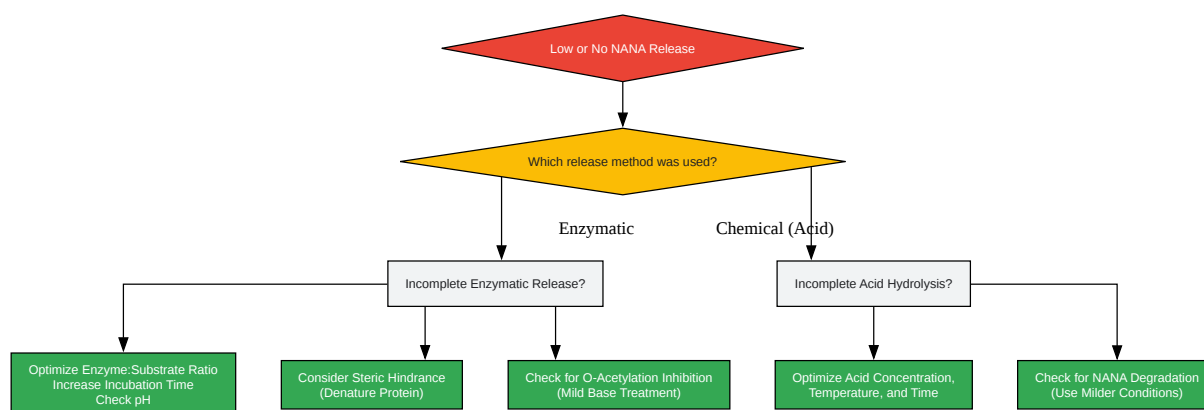 Low or No NANA Release
Which release method was used?
Enzymatic
Chemical (Acid)
Incomplete Enzymatic Release?
Incomplete Acid Hydrolysis?
Optimize Enzyme:Substrate Ratio
Increase Incubation Time
Check pH
Consider Steric Hindrance
(Denature Protein)
Check for O-Acetylation Inhibition
(Mild Base Treatment)
Optimize Acid Concentration,
Temperature, and Time
Check for NANA Degradation
(Use Milder Conditions)